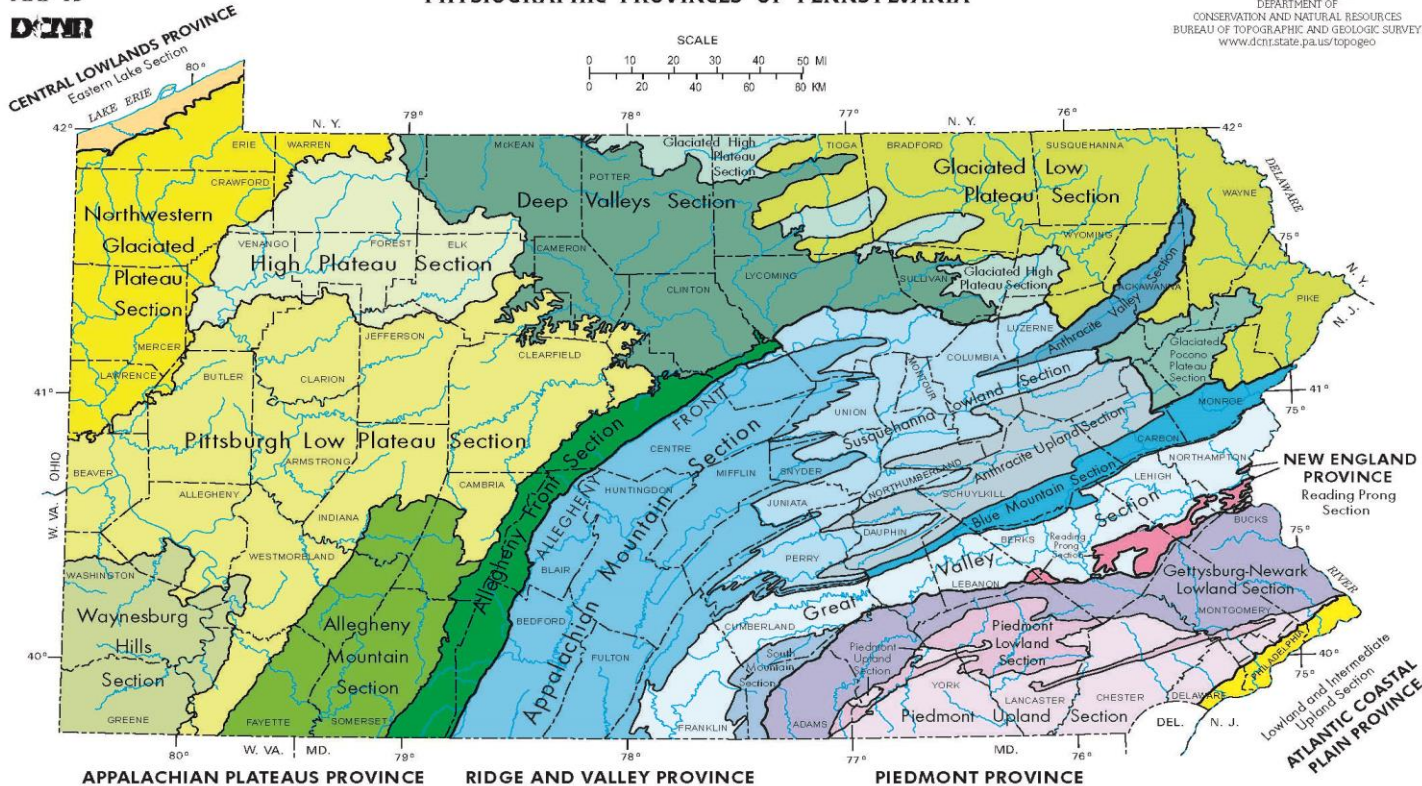 PHYSIOGRAPHIC PROVINCES OF PENNSYLVANIA
DCNR
DEPARTMENT OF
CONSERVATION AND NATURAL RESOURCES
BUREAU OF TOPOGRAPHIC AND GEOLOGIC SURVEY
www.dcnr.state.pa.us/topogeo
SCALE
0 10 20 30 40 50 MI
0 20 40 60 80 KM
CENTRAL LOWLANDS PROVINCE
Eastern Lake Section
LAKE ERIE
80°
79°
78°
77°
76°
42°
42°
N. Y.
N. Y.
ERIE
WARREN
McKEAN
POTTER
TIOGA
BRADFORD
SUSQUEHANNA
WAYNE
DELAWARE
CRAWFORD
Glaciated High
Plateau
Section
Glaciated Low
Plateau Section
Northwestern
Glaciated
Plateau
Section
Deep Valleys Section
VENANGO
FOREST
ELK
High Plateau Section
CAMERON
CLINTON
LYCOMING
SULLIVAN
WYOMING
Glaciated High
Plateau Section
LACKAWANNA
Anthracite Valley Section
75°
N. Y.
N. J.
PIKE
MERCER
LAWRENCE
BUTLER
CLARION
JEFFERSON
CLEARFIELD
LUZERNE
COLUMBIA
MONTOUR
Glaciated
Pocono
Plateau
Section
41°
41°
75°
MONROE
CARBON
UNION
Susquehanna Lowland Section
Anthracite Upland Section
Blue Mountain Section
Pittsburgh Low Plateau Section
BEAVER
ARMSTRONG
ALLEGHENY
INDIANA
CAMBRIA
WESTMORELAND
Allegheny Front Section
ALLEGHENY FRONT
CENTRE
MIFFLIN
SNYDER
NORTHUMBERLAND
SCHUYLKILL
HUNTINGDON
JUNIATA
DAUPHIN
PERRY
BLAIR
BEDFORD
FULTON
Appalachian Mountain Section
NORTHAMPTON
LEHIGH
BERKS
LEBANON
Great Valley Section
Reading
Prong
Section
NEW ENGLAND
PROVINCE
Reading Prong
Section
BUCKS
75°
RIVER
OHIO
W. VA.
WASHINGTON
Waynesburg
Hills
Section
GREENE
Allegheny
Mountain
Section
FAYETTE
SOMERSET
CUMBERLAND
South
Mountain
Section
FRANKLIN
ADAMS
Piedmont
Upland
Section
Piedmont
Lowland
Section
YORK
LANCASTER
CHESTER
Piedmont Upland Section
Gettysburg-Newark
Lowland Section
MONTGOMERY
PHILADELPHIA
DELAWARE
40°
40°
75°
DEL.
N. J.
Lowland and Intermediate
Upland Section
ATLANTIC COASTAL
PLAIN PROVINCE
80°
W. VA.
MD.
79°
78°
77°
MD.
76°
APPALACHIAN PLATEAUS PROVINCE
RIDGE AND VALLEY PROVINCE
PIEDMONT PROVINCE